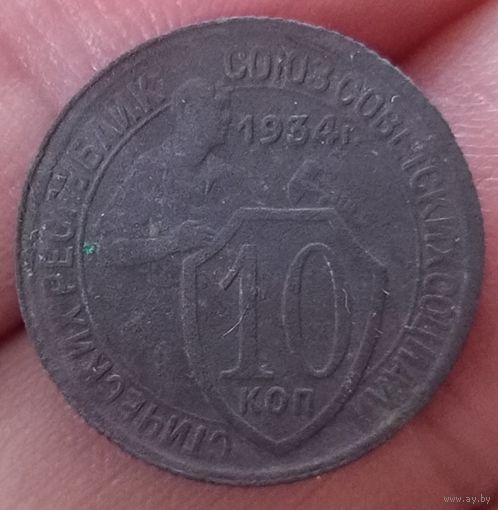 СОЮЗ СОВЕТСКИХ СОЦИАЛИСТИЧЕСКИХ РЕСПУБЛИК
1934г.
10
КОП
www.ay.by